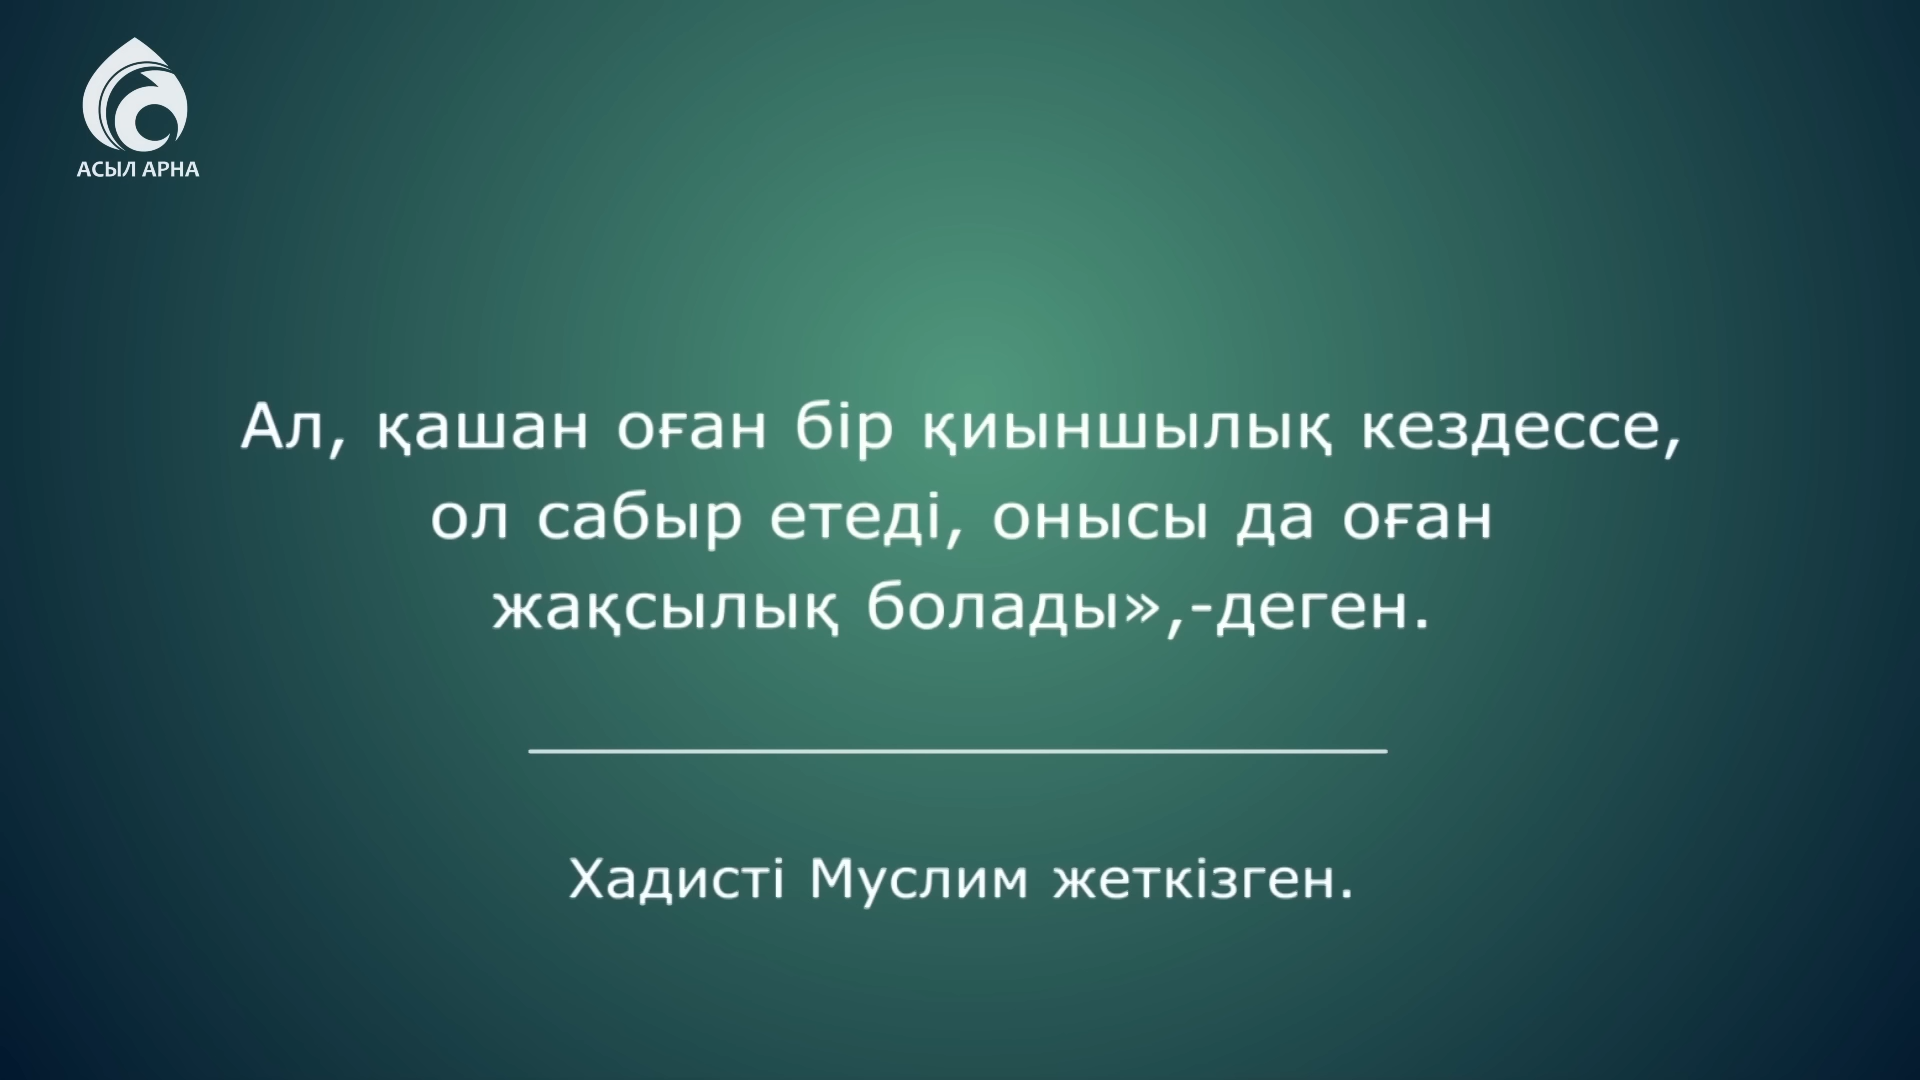 АСЫЛ АРНА
Ал, қашан оған бір қиыншылық кездессе,
ол сабыр етеді, онысы да оған
жақсылық болады»,-деген.
Хадисті Муслим жеткізген.